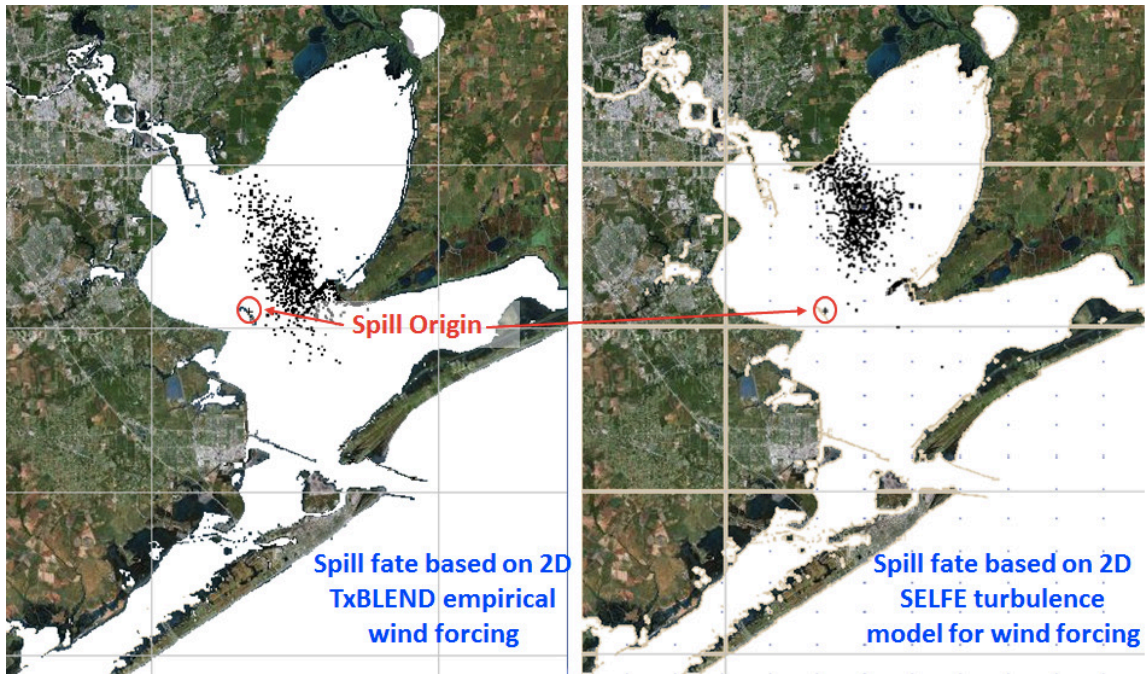 Spill Origin
Spill fate based on 2D
TxBLEND empirical
wind forcing
Spill fate based on 2D
SELFE turbulence
model for wind forcing